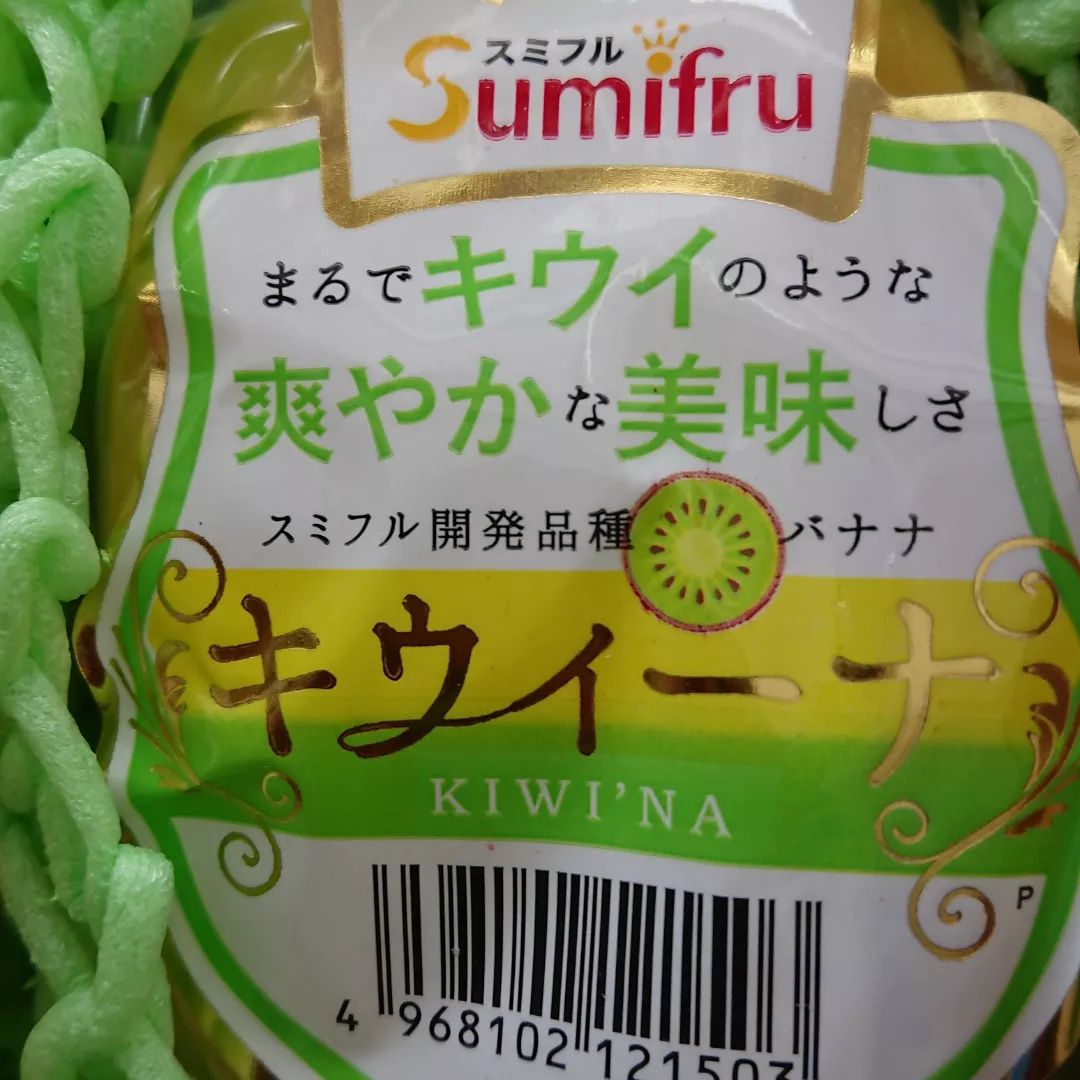 スミフル
Sumifru
まるでキウイのような
爽やかな美味しさ
スミフル開発品種 バナナ
キウィーナ
KIWI'NA
P
4 968102 121503